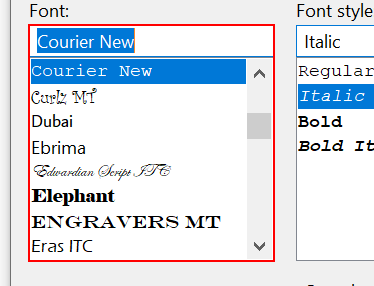 Font:
Courier New
Courier New
Curlz MT
Dubai
Ebrima
Edwardian Script ITC
Elephant
ENGRAVERS MT
Eras ITC
Font style
Italic
Regular
Italic
Bold
Bold It